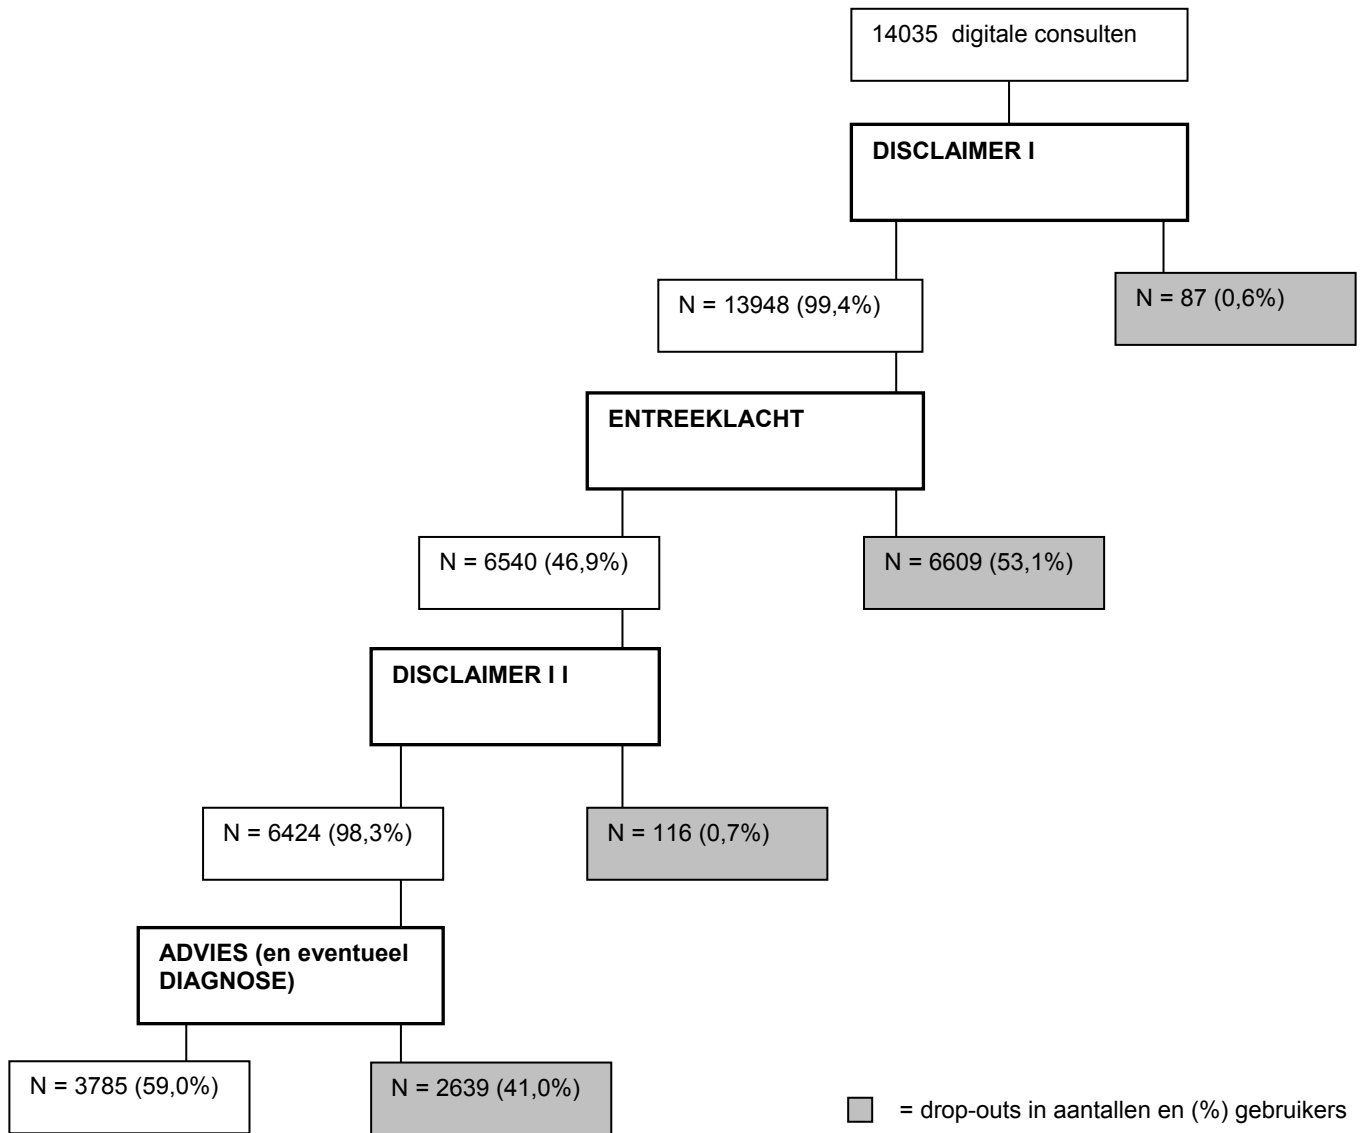 14035 digitale consulten
DISCLAIMER I
N = 13948 (99,4%)
N = 87 (0,6%)
ENTREEKLACHT
N = 6540 (46,9%)
N = 6609 (53,1%)
DISCLAIMER I I
N = 6424 (98,3%)
N = 116 (0,7%)
ADVIES (en eventueel
DIAGNOSE)
N = 3785 (59,0%)
N = 2639 (41,0%)
= drop-outs in aantallen en (%) gebruikers